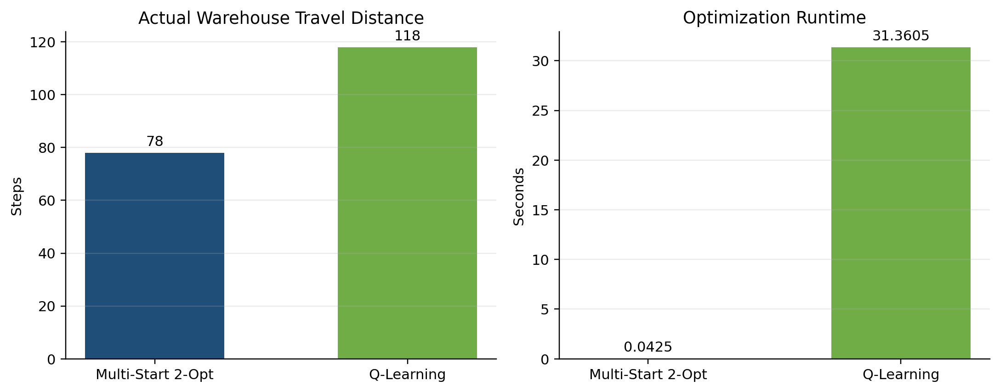 Actual Warehouse Travel Distance
120
100
80
60
40
20
0
Steps
78
118
Multi-Start 2-Opt
Q-Learning
Optimization Runtime
30
25
20
15
10
5
0
Seconds
0.0425
31.3605
Multi-Start 2-Opt
Q-Learning